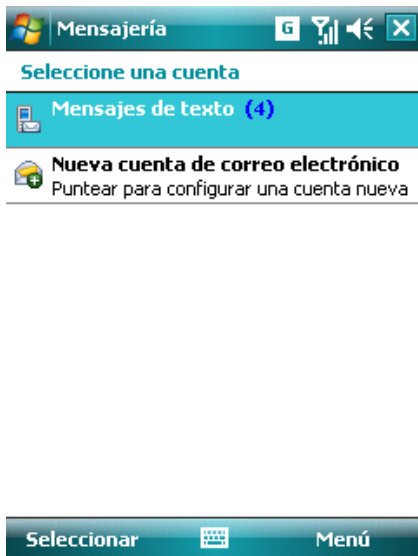 Mensajería G
Seleccione una cuenta
Mensajes de texto (4)
Nueva cuenta de correo electrónico
Puntear para configurar una cuenta nueva
Seleccionar Menú